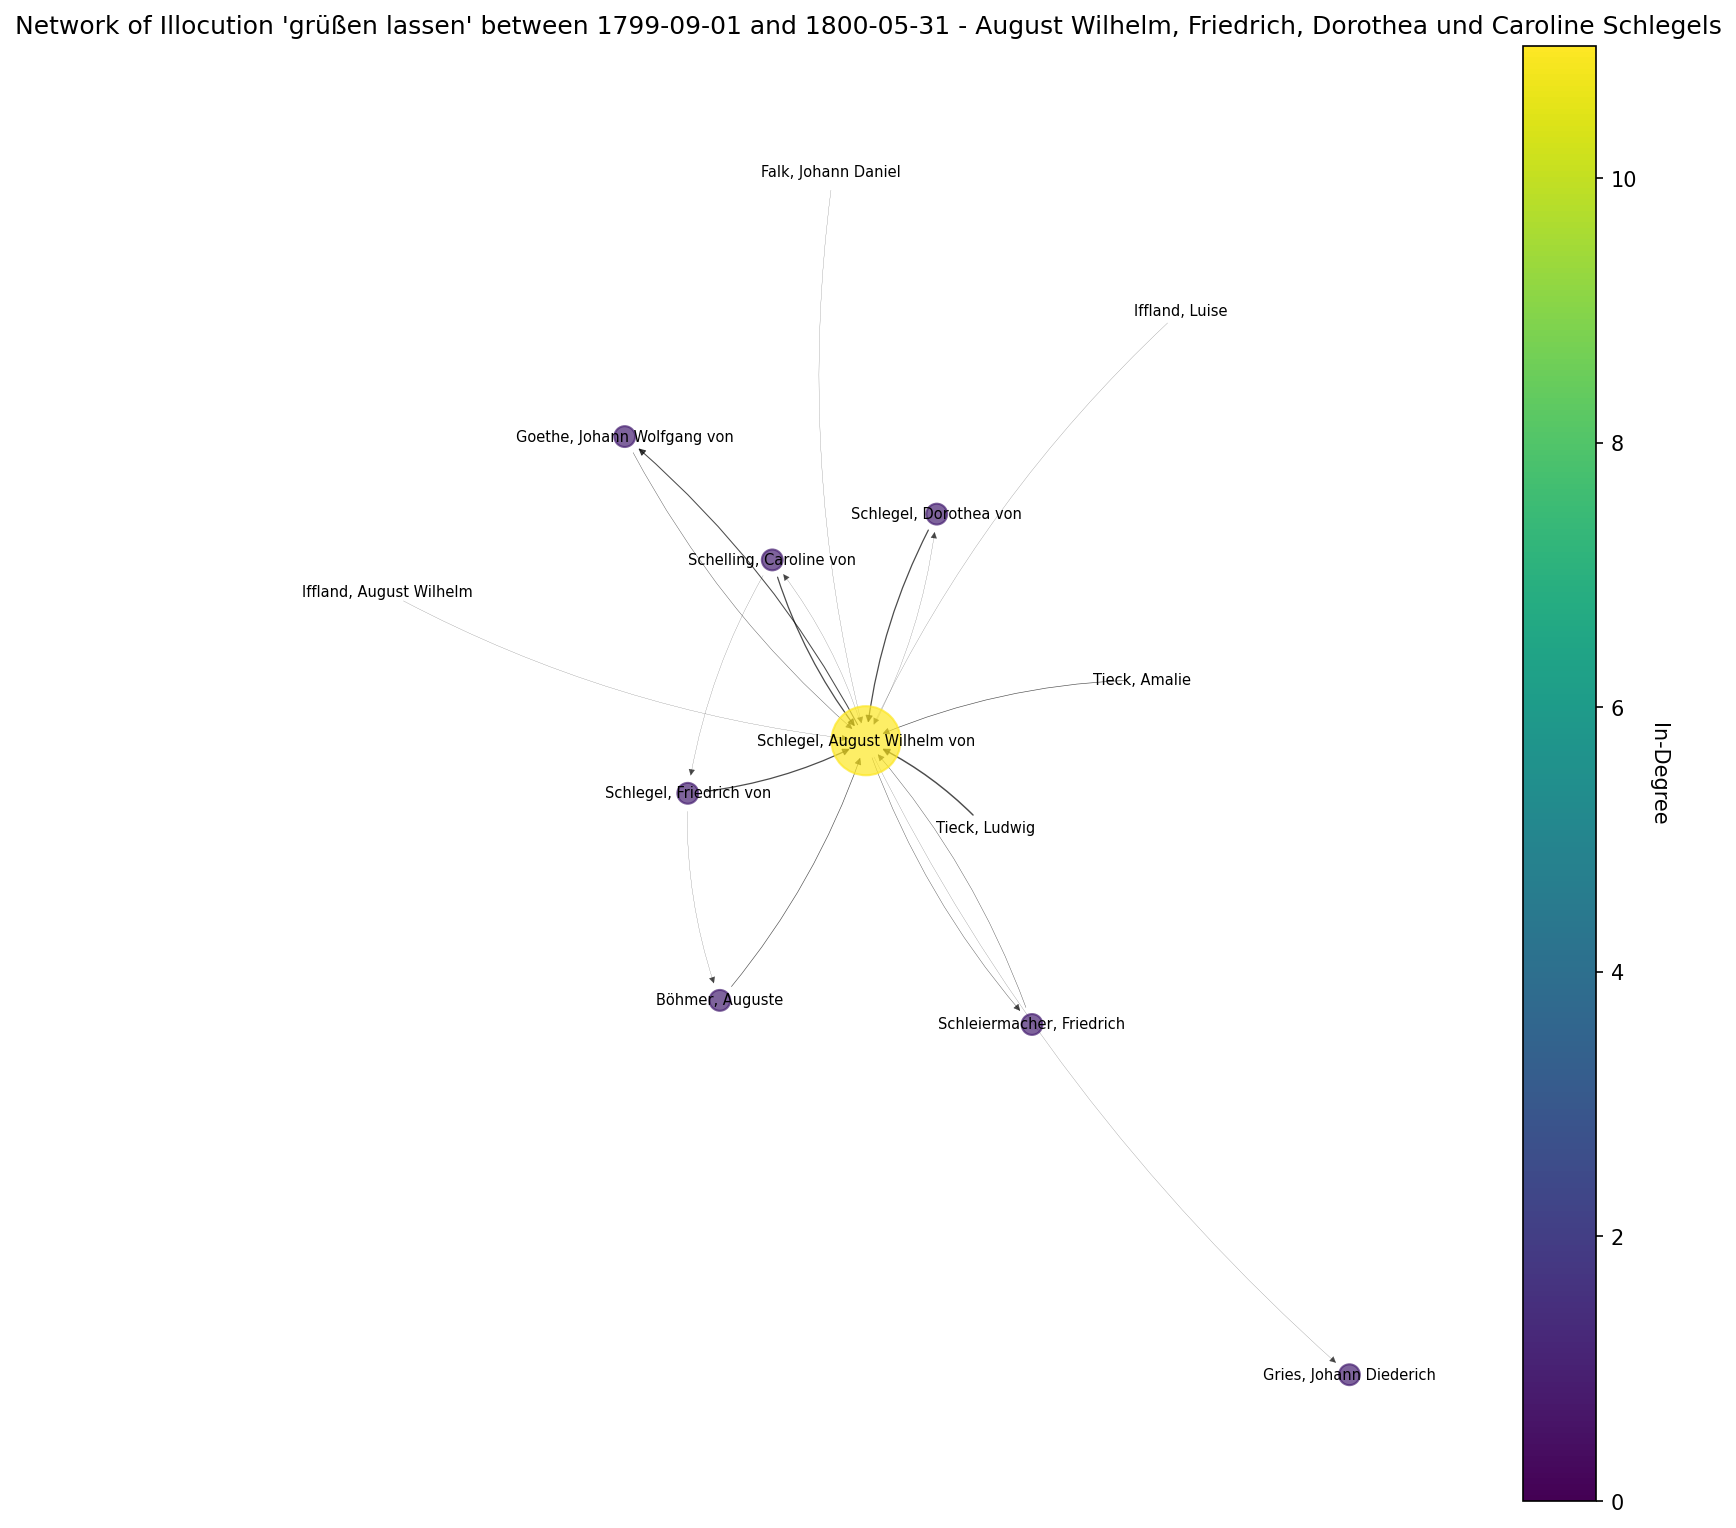 Network of Illocution 'grüßen lassen' between 1799-09-01 and 1800-05-31 - August Wilhelm, Friedrich, Dorothea und Caroline Schlegels
Falk, Johann Daniel
Iffland, Luise
Goethe, Johann Wolfgang von
Schlegel, Dorothea von
Schelling, Caroline von
Iffland, August Wilhelm
Tieck, Amalie
Schlegel, August Wilhelm von
Schlegel, Friedrich von
Tieck, Ludwig
Böhmer, Auguste
Schleiermacher, Friedrich
Gries, Johann Diederich
10
8
6
4
2
0
In-Degree